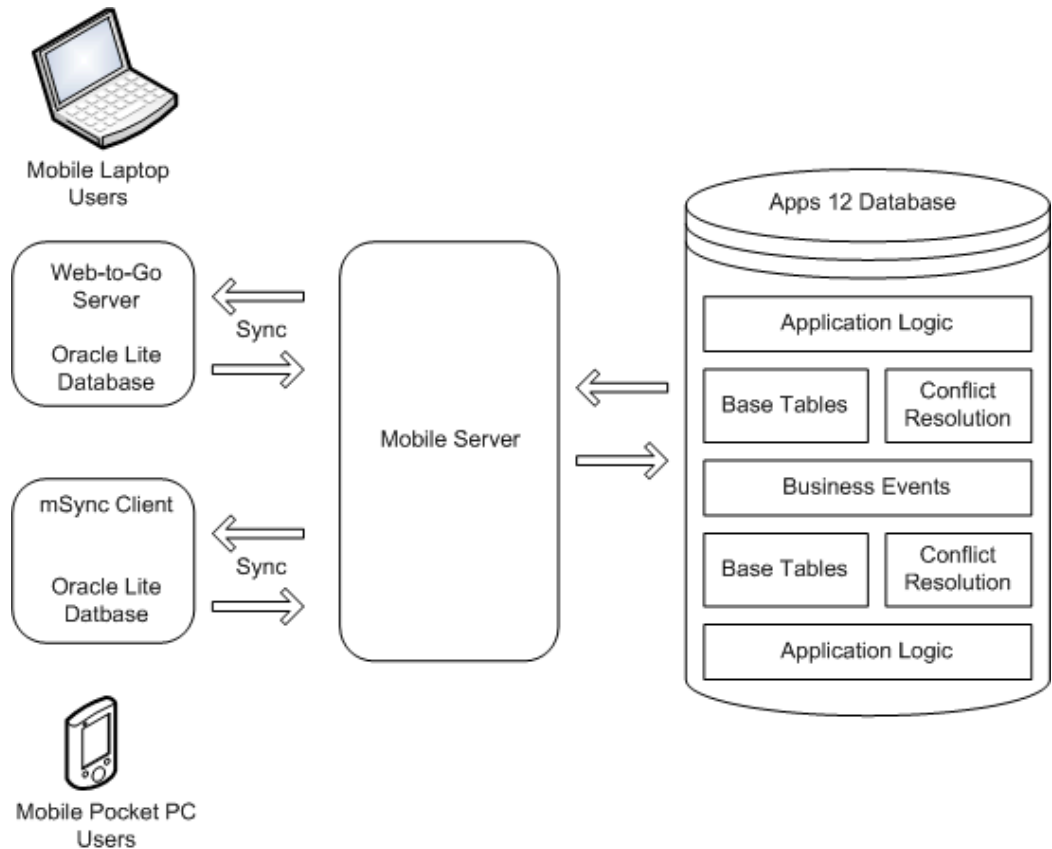 Mobile Laptop
Users
Web-to-Go
Server
Oracle Lite
Database
Sync
mSync Client
Oracle Lite
Datbase
Sync
Mobile Pocket PC
Users
Mobile Server
Apps 12 Database
Application Logic
Base Tables
Conflict
Resolution
Business Events
Base Tables
Conflict
Resolution
Application Logic